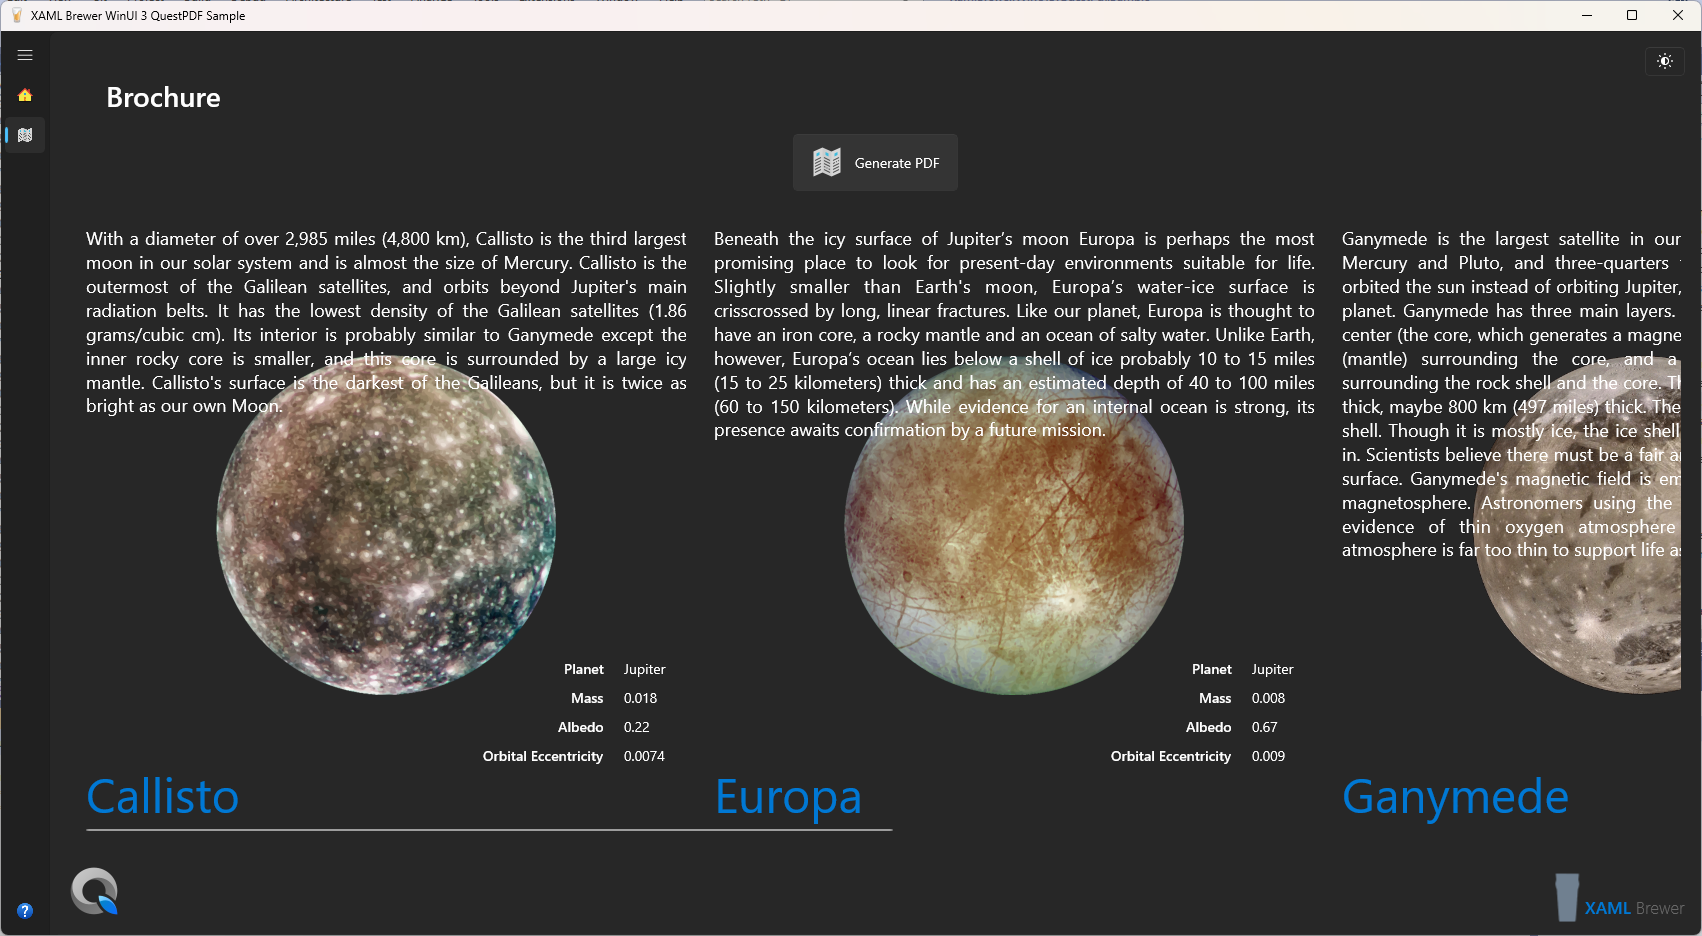 XAML Brewer WinUI 3 QuestPDF Sample
Brochure
Generate PDF
With a diameter of over 2,985 miles (4,800 km), Callisto is the third largest
moon in our solar system and is almost the size of Mercury. Callisto is the
outermost of the Galilean satellites, and orbits beyond Jupiter's main
radiation belts. It has the lowest density of the Galilean satellites (1.86
grams/cubic cm). Its interior is probably similar to Ganymede except the
inner rocky core is smaller, and this core is surrounded by a large icy
mantle. Callisto's surface is the darkest of the Galileans, but it is twice as
bright as our own Moon.
Planet Jupiter
Mass 0.018
Albedo 0.22
Orbital Eccentricity 0.0074
Callisto
Beneath the icy surface of Jupiter’s moon Europa is perhaps the most
promising place to look for present-day environments suitable for life.
Slightly smaller than Earth's moon, Europa’s water-ice surface is
crisscrossed by long, linear fractures. Like our planet, Europa is thought to
have an iron core, a rocky mantle and an ocean of salty water. Unlike Earth,
however, Europa’s ocean lies below a shell of ice probably 10 to 15 miles
(15 to 25 kilometers) thick and has an estimated depth of 40 to 100 miles
(60 to 150 kilometers). While evidence for an internal ocean is strong, its
presence awaits confirmation by a future mission.
Planet Jupiter
Mass 0.008
Albedo 0.67
Orbital Eccentricity 0.009
Europa
Ganymede is the largest satellite in our
Mercury and Pluto, and three-quarters
orbited the sun instead of orbiting Jupiter,
planet. Ganymede has three main layers.
center (the core, which generates a magne
(mantle) surrounding the core, and a
surrounding the rock shell and the core. Th
thick, maybe 800 km (497 miles) thick. The
shell. Though it is mostly ice, the ice shell
in. Scientists believe there must be a fair a
surface. Ganymede's magnetic field is em
magnetosphere. Astronomers using the
evidence of thin oxygen atmosphere
atmosphere is far too thin to support life as
Ganymede
XAML Brewer